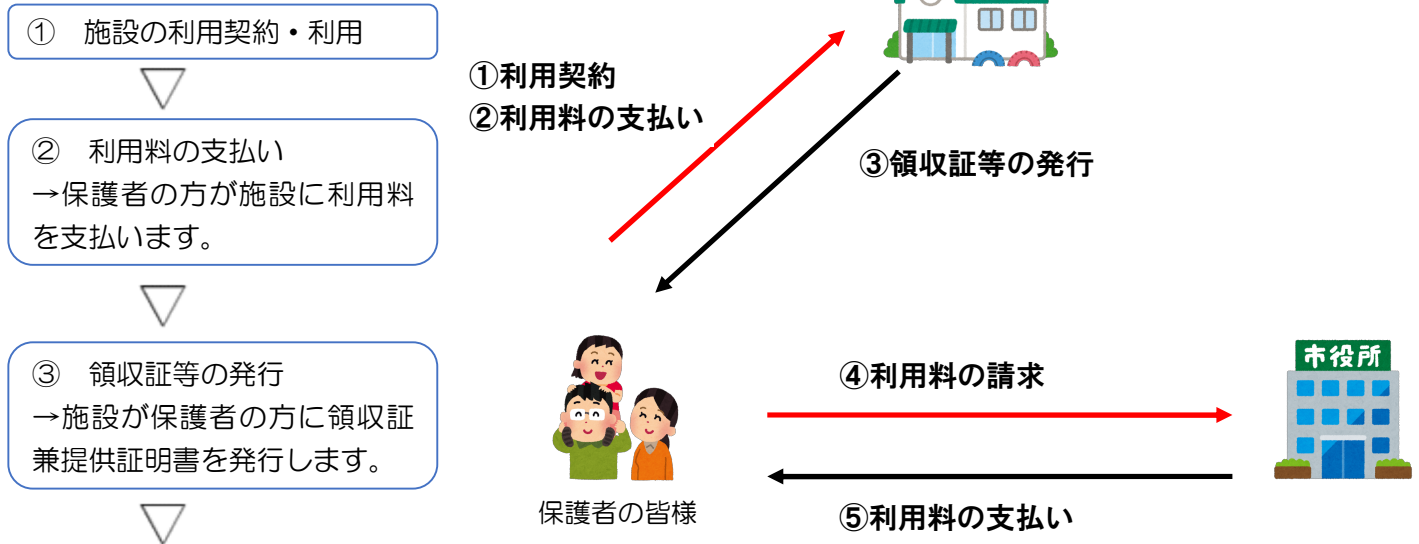 ① 施設の利用契約・利用
② 利用料の支払い
→保護者の方が施設に利用料
を支払います。
③ 領収証等の発行
→施設が保護者の方に領収証
兼提供証明書を発行します。
①利用契約
②利用料の支払い
③領収証等の発行
④利用料の請求
市役所
保護者の皆様
⑤利用料の支払い